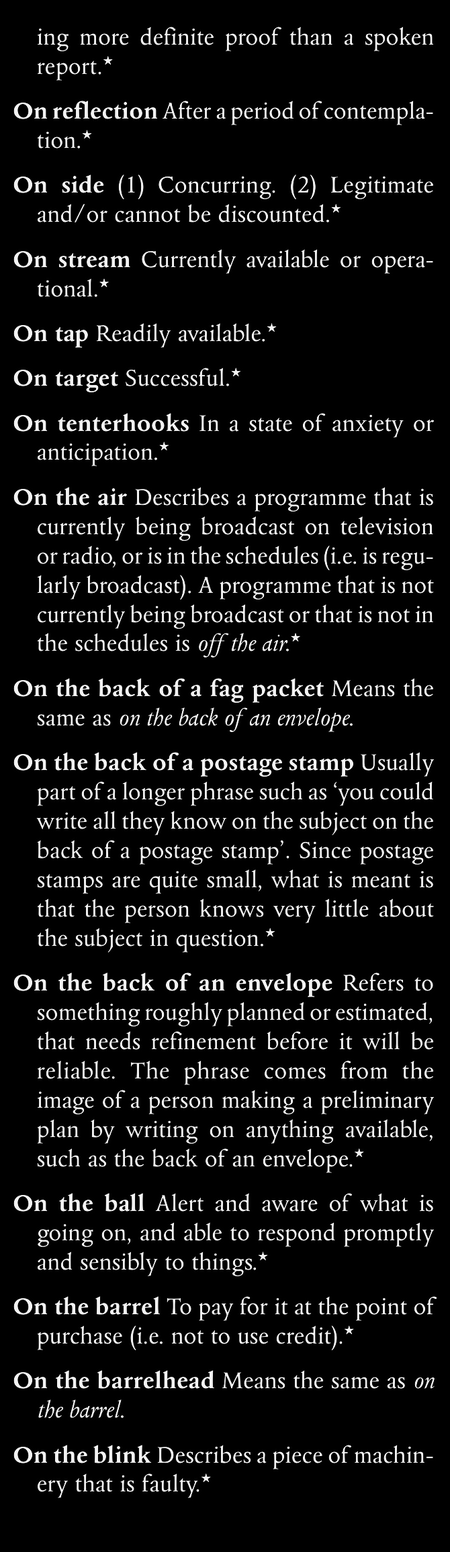 ing more definite proof than a spoken
report.★
On reflection After a period of contempla-
tion.★
On side (1) Concurring. (2) Legitimate
and/or cannot be discounted.★
On stream Currently available or opera-
tional.★
On tap Readily available.★
On target Successful.★
On tenterhooks In a state of anxiety or
anticipation.★
On the air Describes a programme that is
currently being broadcast on television
or radio, or is in the schedules (i.e. is regu-
larly broadcast). A programme that is not
currently being broadcast or that is not in
the schedules is off the air.★
On the back of a fag packet Means the
same as on the back of an envelope.
On the back of a postage stamp Usually
part of a longer phrase such as ‘you could
write all they know on the subject on the
back of a postage stamp’. Since postage
stamps are quite small, what is meant is
that the person knows very little about
the subject in question.★
On the back of an envelope Refers to
something roughly planned or estimated,
that needs refinement before it will be
reliable. The phrase comes from the
image of a person making a preliminary
plan by writing on anything available,
such as the back of an envelope.★
On the ball Alert and aware of what is
going on, and able to respond promptly
and sensibly to things.★
On the barrel To pay for it at the point of
purchase (i.e. not to use credit).★
On the barrelhead Means the same as on
the barrel.
On the blink Describes a piece of machin-
ery that is faulty.★